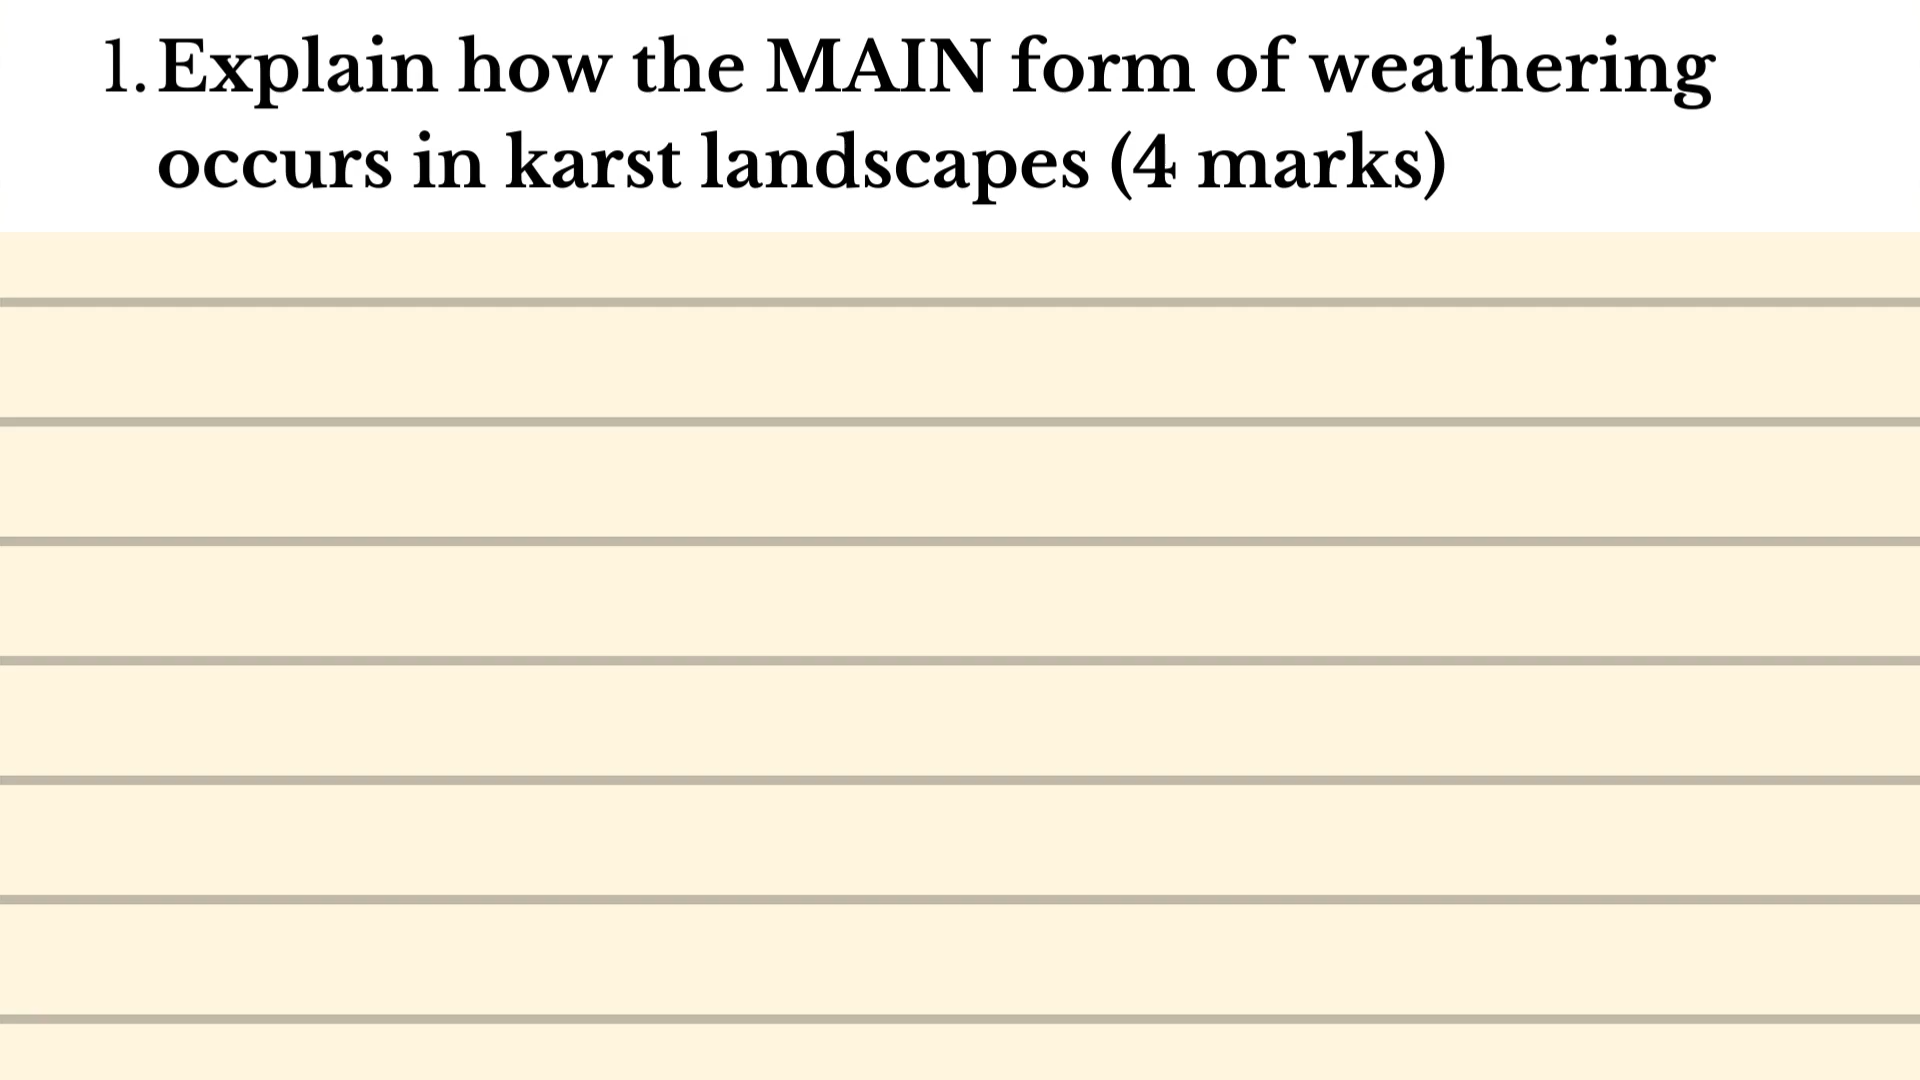 1. Explain how the MAIN form of weathering
occurs in karst landscapes (4 marks)